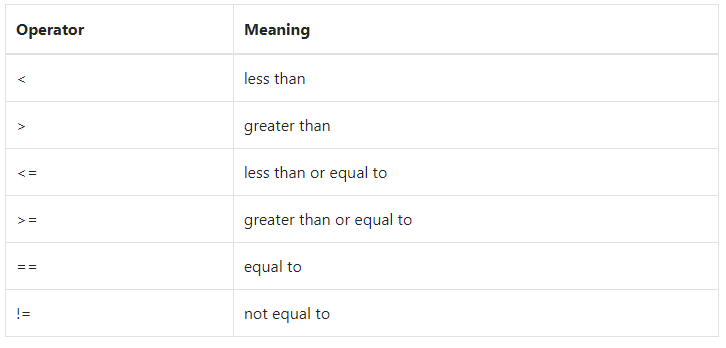 Operator Meaning
< less than
> greater than
<= less than or equal to
>= greater than or equal to
== equal to
!= not equal to